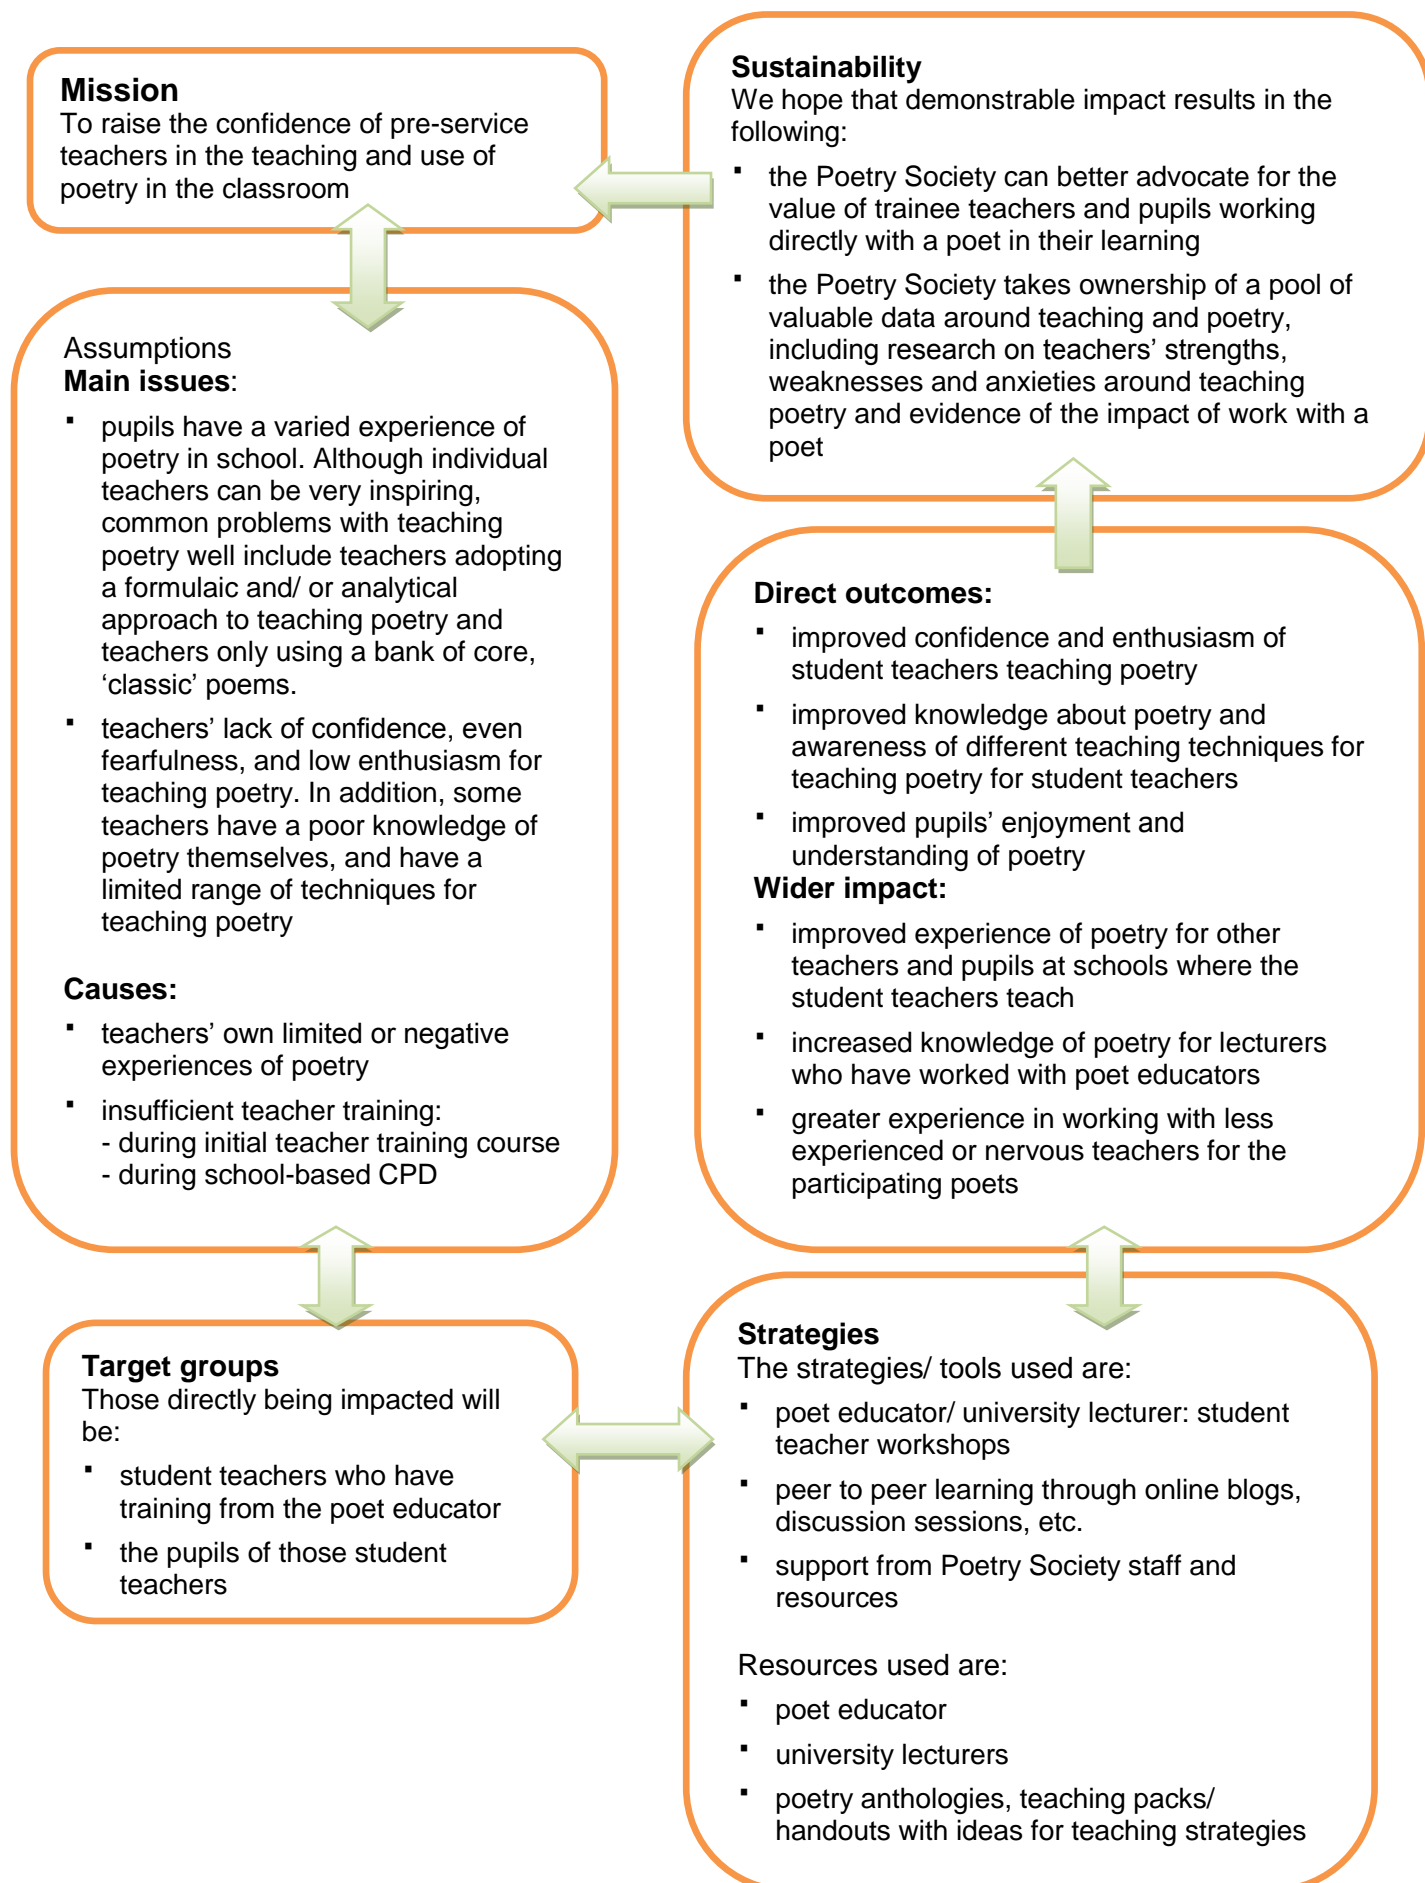 Mission
To raise the confidence of pre-service
teachers in the teaching and use of
poetry in the classroom
Assumptions
Main issues:
▪ pupils have a varied experience of
poetry in school. Although individual
teachers can be very inspiring,
common problems with teaching
poetry well include teachers adopting
a formulaic and/ or analytical
approach to teaching poetry and
teachers only using a bank of core,
‘classic’ poems.
▪ teachers’ lack of confidence, even
fearfulness, and low enthusiasm for
teaching poetry. In addition, some
teachers have a poor knowledge of
poetry themselves, and have a
limited range of techniques for
teaching poetry
Causes:
▪ teachers’ own limited or negative
experiences of poetry
▪ insufficient teacher training:
- during initial teacher training course
- during school-based CPD
Target groups
Those directly being impacted will
be:
▪ student teachers who have
training from the poet educator
▪ the pupils of those student
teachers
Sustainability
We hope that demonstrable impact results in the
following:
▪ the Poetry Society can better advocate for the
value of trainee teachers and pupils working
directly with a poet in their learning
▪ the Poetry Society takes ownership of a pool of
valuable data around teaching and poetry,
including research on teachers’ strengths,
weaknesses and anxieties around teaching
poetry and evidence of the impact of work with a
poet
Direct outcomes:
▪ improved confidence and enthusiasm of
student teachers teaching poetry
▪ improved knowledge about poetry and
awareness of different teaching techniques for
teaching poetry for student teachers
▪ improved pupils’ enjoyment and
understanding of poetry
Wider impact:
▪ improved experience of poetry for other
teachers and pupils at schools where the
student teachers teach
▪ increased knowledge of poetry for lecturers
who have worked with poet educators
▪ greater experience in working with less
experienced or nervous teachers for the
participating poets
Strategies
The strategies/ tools used are:
▪ poet educator/ university lecturer: student
teacher workshops
▪ peer to peer learning through online blogs,
discussion sessions, etc.
▪ support from Poetry Society staff and
resources
Resources used are:
▪ poet educator
▪ university lecturers
▪ poetry anthologies, teaching packs/
handouts with ideas for teaching strategies